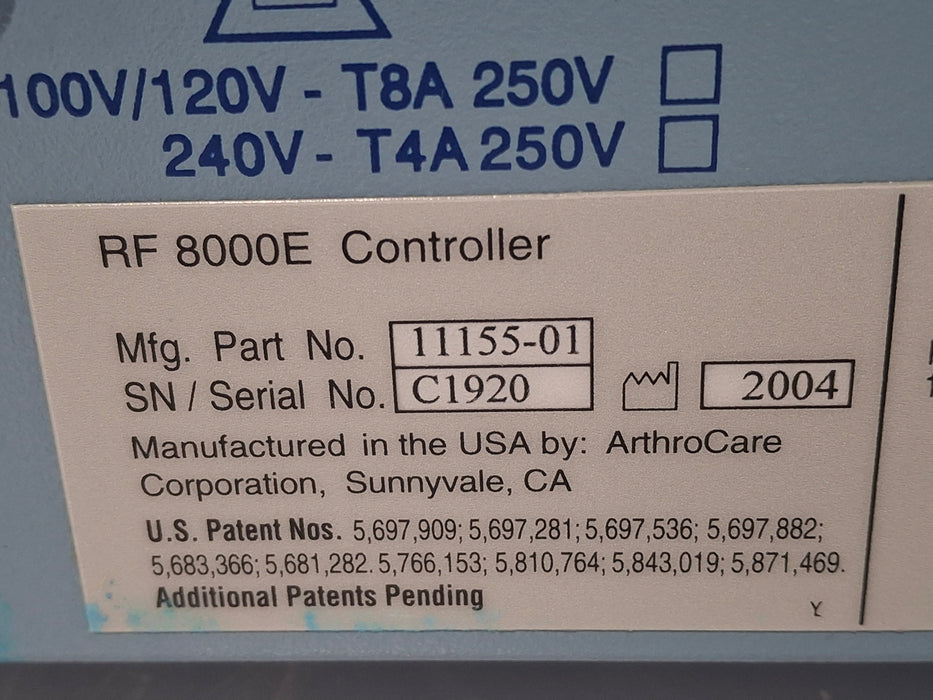 100V/120V - T8A 250V
240V - T4A 250V
RF 8000E Controller
Mfg. Part No. 11155-01
SN / Serial No. C1920 2004
Manufactured in the USA by: ArthroCare
Corporation, Sunnyvale, CA
U.S. Patent Nos. 5,697,909; 5,697,281; 5,697,536; 5,697,882;
5,683,366; 5,681,282. 5,766,153; 5,810,764; 5,843,019; 5,871,469.
Additional Patents Pending
Y